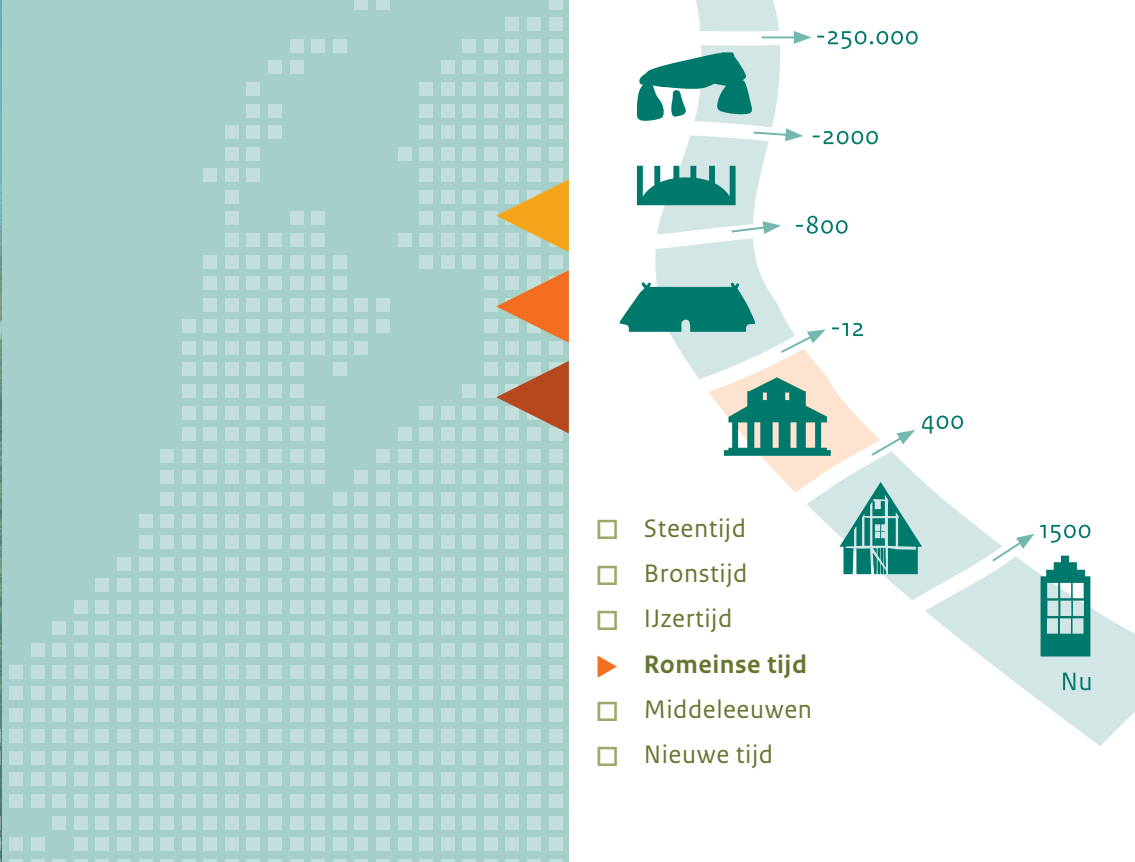 -250.000
-2000
-800
-12
400
1500
Nu
Steentijd
Bronstijd
IJzertijd
Romeinse tijd
Middeleeuwen
Nieuwe tijd